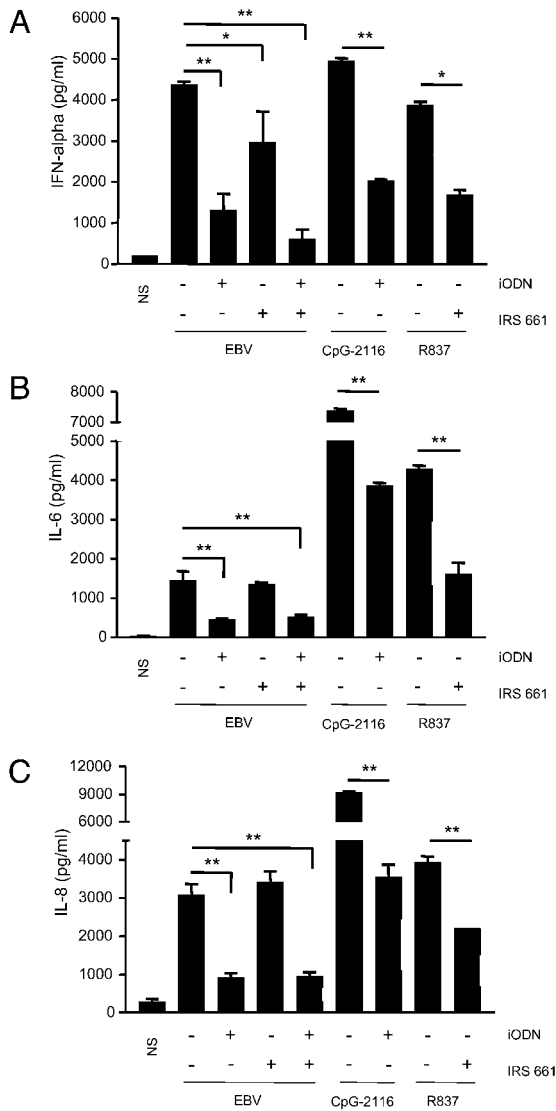 A
IFN-alpha (pg/ml)
6000
5000
4000
3000
2000
1000
0
** * ** ** *
NS - + - + - + - - iODN
- - + + - - - + IRS 661
EBV CpG-2116 R837
B
IL-6 (pg/ml)
8000
7000
5000
4000
3000
2000
1000
0
** ** ** **
NS - + - + - + - - iODN
- - + + - - - + IRS 661
EBV CpG-2116 R837
C
IL-8 (pg/ml)
12000
9000
6000
4000
3000
2000
1000
0
** ** ** **
NS - + - + - + - - iODN
- - + + - - - + IRS 661
EBV CpG-2116 R837